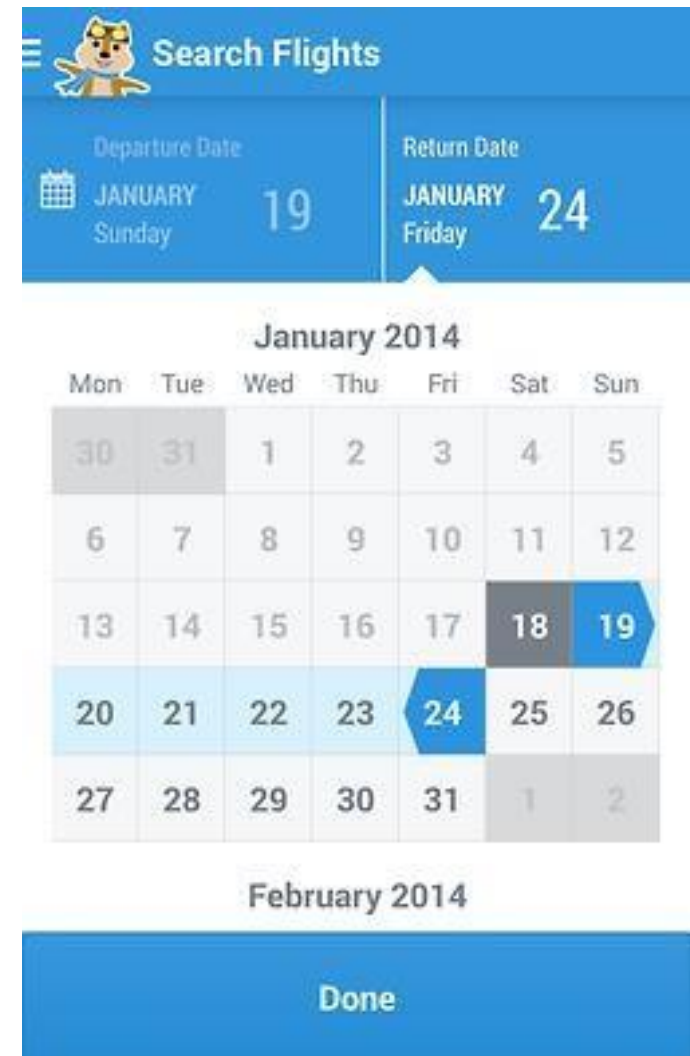 Search Flights
Departure Date
JANUARY
Sunday
19
Return Date
JANUARY
Friday
24
January 2014
Mon Tue Wed Thu Fri Sat Sun
30 31 1 2 3 4 5
6 7 8 9 10 11 12
13 14 15 16 17 18 19
20 21 22 23 24 25 26
27 28 29 30 31 1 2
February 2014
Done